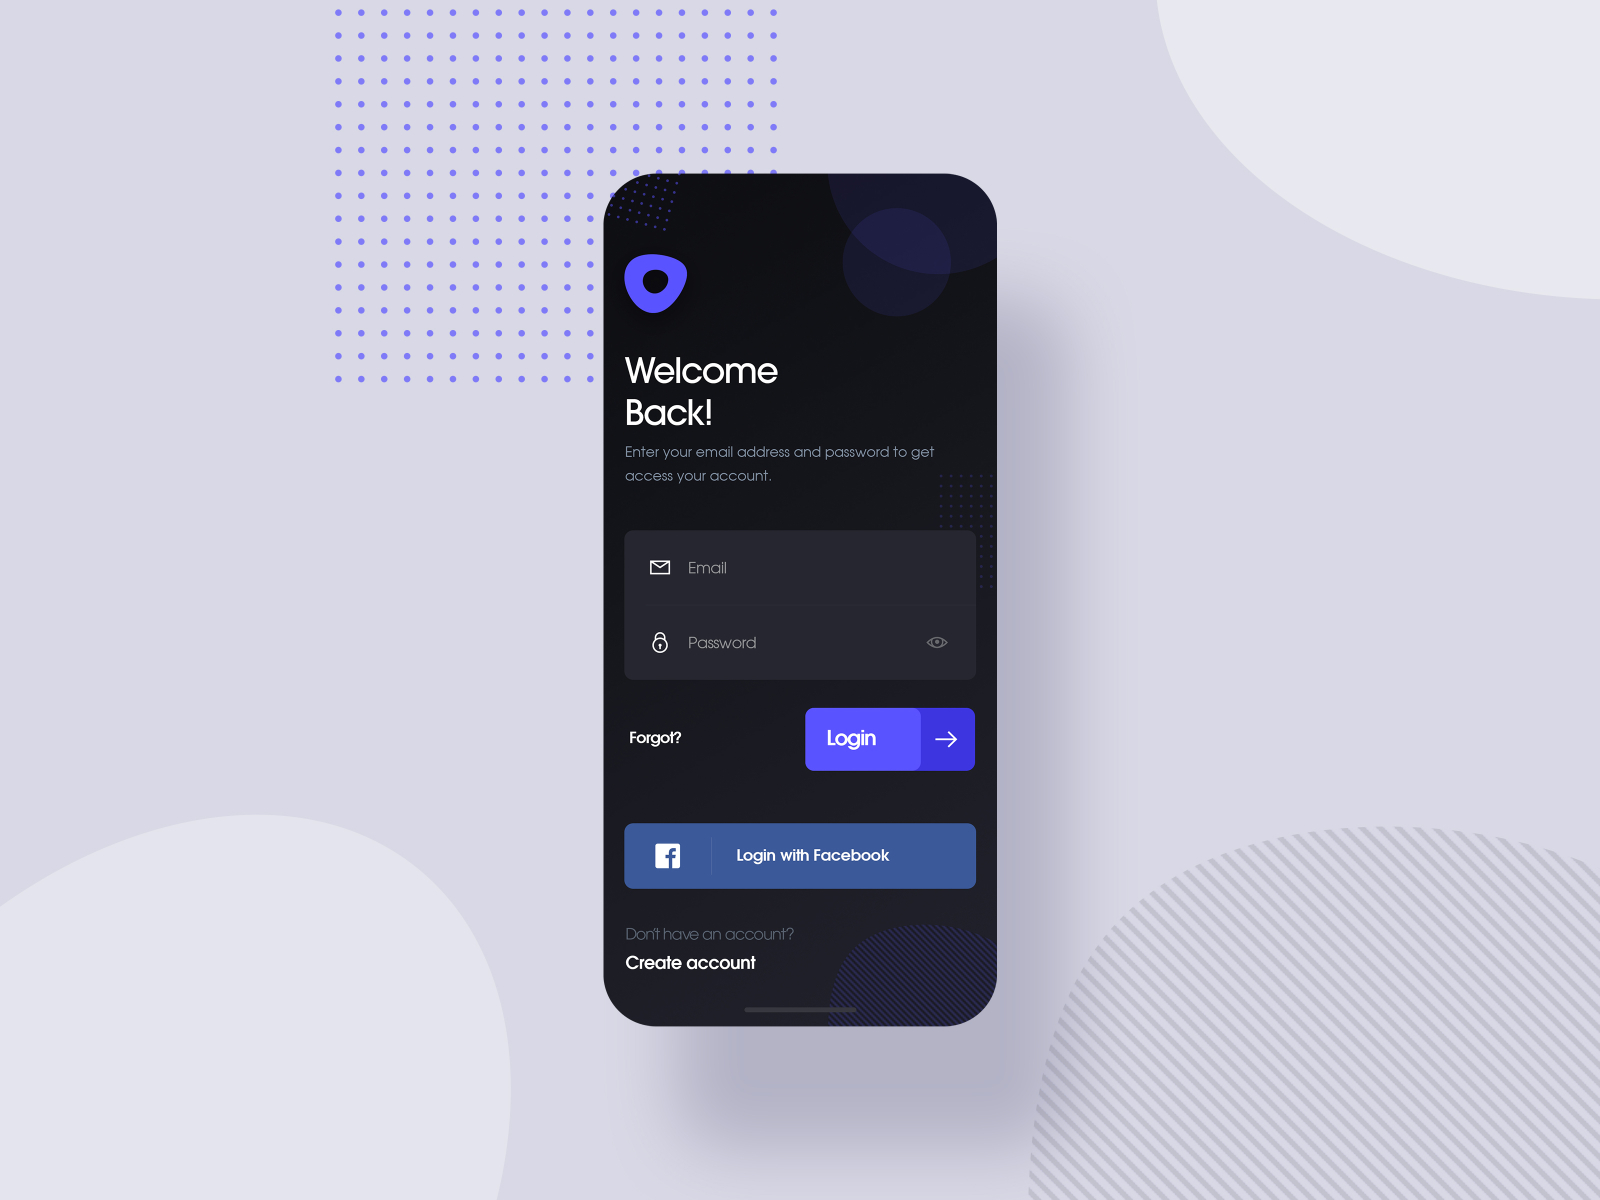 Welcome
Back!
Enter your email address and password to get
access your account.
Email
Password
Forgot?
Login
Login with Facebook
Don't have an account?
Create account